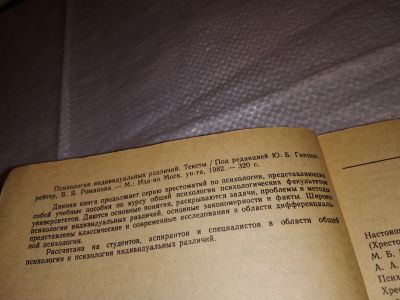 Психология индивидуальных различий. Тексты / Под редакцией Ю. Б. Гиппен-
рейтер, В. Я. Романова. — М.: Изд-во Моск. ун-та, 1982. — 320 с.
Данная книга продолжает серию хрестоматий по психологии, представляющих
собой учебные пособия по курсу общей психологии психологических факультетов
университетов. Даются основные понятия, раскрываются задачи, проблемы и методы
психологии индивидуальных различий, основные закономерности и факты. Широко
представлены классические и современные исследования в области дифференциаль-
ной психологии.
Рассчитана на студентов, аспирантов и специалистов в области общей
психологии и психологии индивидуальных различий.
Настоящ
(Хресто
М. Б.
А. А.
Псих
Хрес